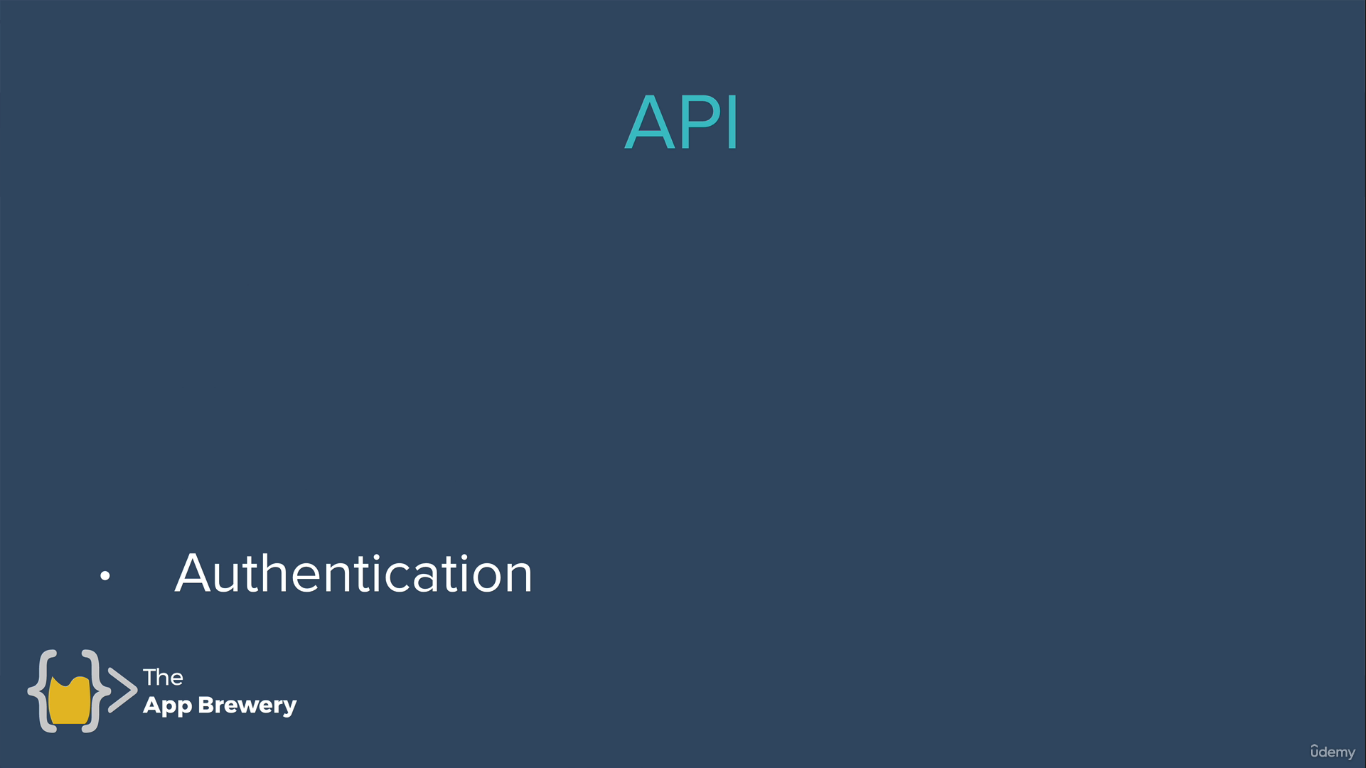 API
• Authentication
The
App Brewery
ûdemy